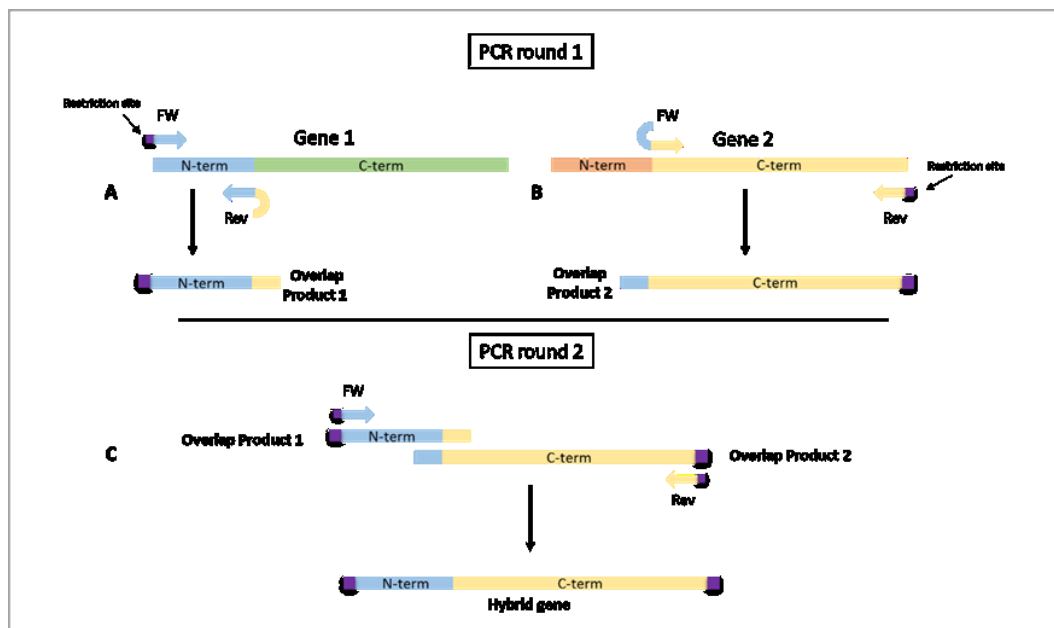 PCR round 1
Restriction site
FW
Gene 1
N-term
C-term
A
Rev
N-term
Overlap
Product 1
FW
Gene 2
N-term
C-term
Restriction site
B
Rev
Overlap
Product 2
C-term
PCR round 2
FW
Overlap Product 1
N-term
C
C-term
Overlap Product 2
Rev
N-term
C-term
Hybrid gene